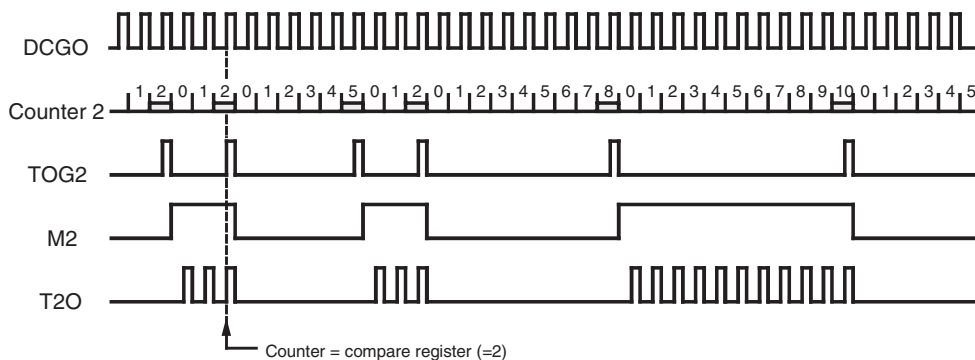 DCGO
1 2 0 1 2 0 1 2 3 4 5 0 1 2 0 1 2 3 4 5 6 7 8 0 1 2 3 4 5 6 7 8 9 10 0 1 2 3 4 5
Counter 2
TOG2
M2
T2O
Counter = compare register (=2)